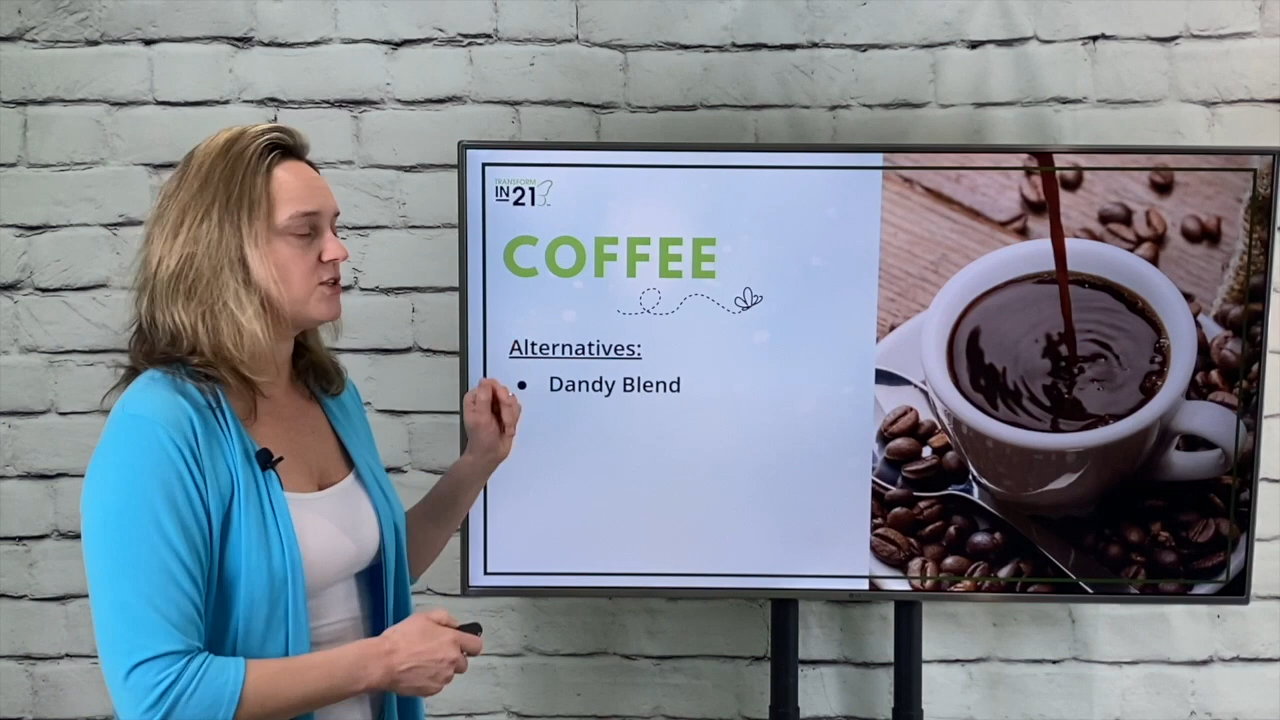 TRANSFORM
IN 21
COFFEE
Alternatives:
● Dandy Blend